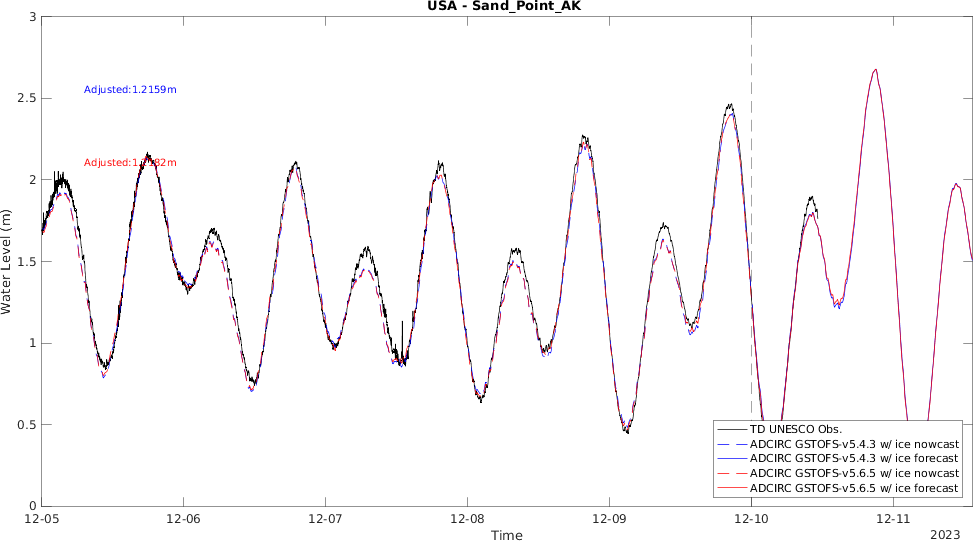 USA - Sand_Point_AK
3
2.5
2
1.5
1
0.5
0
Water Level (m)
Adjusted:1.2159m
TD UNESCO Obs.
ADCIRC GSTOFS-v5.4.3 w/ ice nowcast
ADCIRC GSTOFS-v5.4.3 w/ ice forecast
ADCIRC GSTOFS-v5.6.5 w/ ice nowcast
ADCIRC GSTOFS-v5.6.5 w/ ice forecast
12-05 12-06 12-07 12-08 12-09 12-10 12-11
Time
2023